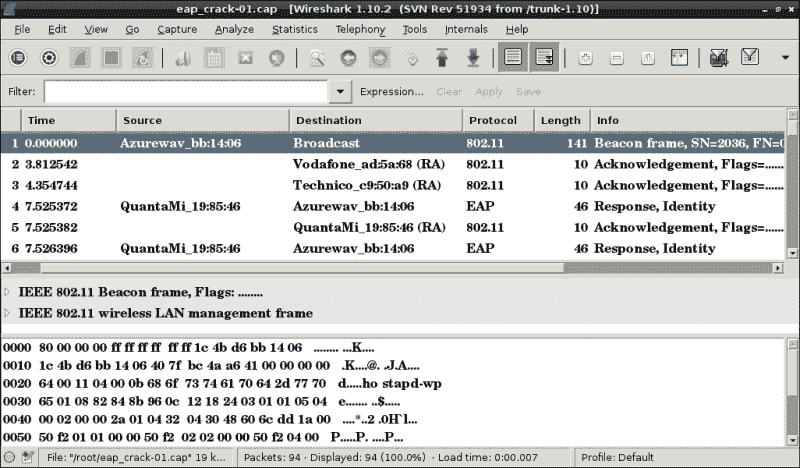 eap_crack-01.cap [Wireshark 1.10.2 (SVN Rev 51934 from /trunk-1.10)]
File Edit View Go Capture Analyze Statistics Telephony Tools Internals Help
Filter: Expression... Clear Apply Save
Time Source Destination Protocol Length Info
1 0.000000 Azurewav_bb:14:06 Broadcast 802.11 141 Beacon frame, SN=2036, FN=0
2 3.812542 Vodafone_ad:5a:68 (RA) 802.11 10 Acknowledgement, Flags=.......
3 4.354744 Technico_c9:50:a9 (RA) 802.11 10 Acknowledgement, Flags=.......
4 7.525372 QuantaMi_19:85:46 Azurewav_bb:14:06 EAP 46 Response, Identity
5 7.525382 QuantaMi_19:85:46 (RA) 802.11 10 Acknowledgement, Flags=.......
6 7.526396 QuantaMi_19:85:46 Azurewav_bb:14:06 EAP 46 Response, Identity
IEEE 802.11 Beacon frame, Flags: ........
IEEE 802.11 wireless LAN management frame
0000 80 00 00 00 ff ff ff ff ff ff 1c 4b d6 bb 14 06 ........ ...K....
0010 1c 4b d6 bb 14 06 40 7f bc 4a a6 41 00 00 00 00 .K....@. .J.A....
0020 64 00 11 04 00 0b 68 6f 73 74 61 70 64 2d 77 70 d.....ho stapd-wp
0030 65 01 08 82 84 8b 96 0c 12 18 24 03 01 01 05 04 e....... ..$.....
0040 00 02 00 00 2a 01 04 32 04 30 48 60 6c dd 1a 00 ....*..2 .0H`l...
0050 50 f2 01 01 00 00 50 f2 02 02 00 00 50 f2 04 00 P.....P. ....P...
File: "/root/eap_crack-01.cap" 19 k... Packets: 94 · Displayed: 94 (100.0%) · Load time: 0:00.007 Profile: Default